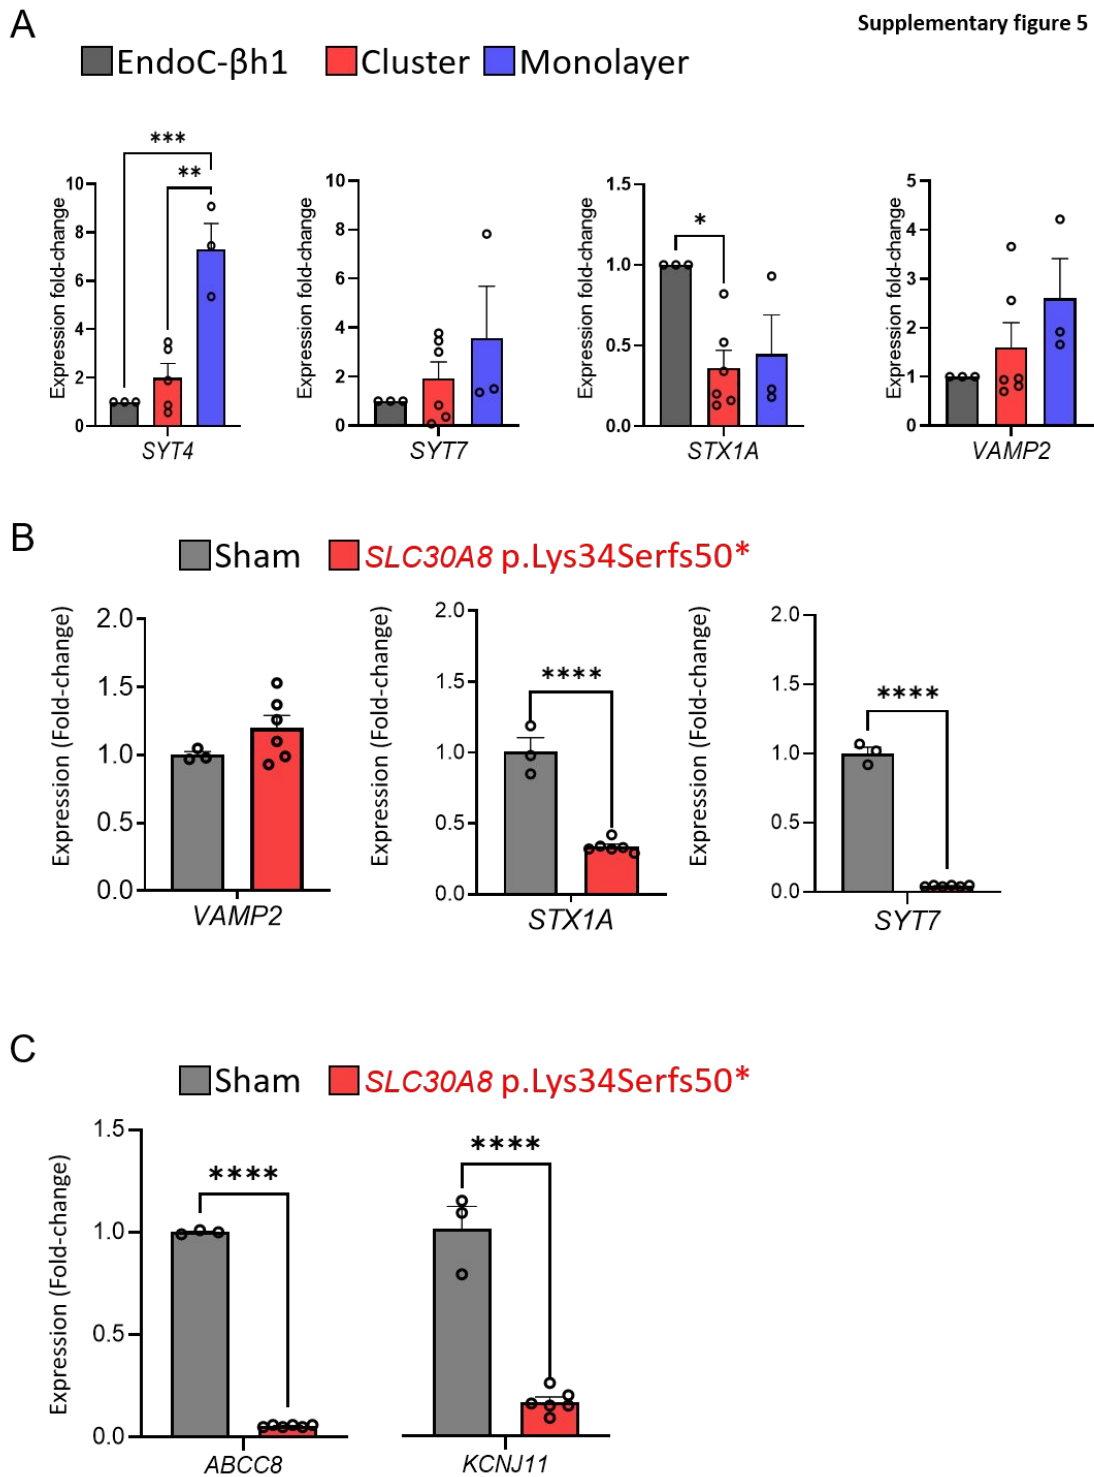 A
Supplementary figure 5
EndoC-βh1 Cluster Monolayer
*** ** *
Expression fold-change Expression fold-change Expression fold-change Expression fold-change
10 10 1.5 5
8 8 4
6 6 1.0 3
4 4 0.5 2
2 2 1
0 0 0.0 0
SYT4 SYT7 STX1A VAMP2
B
Sham SLC30A8 p.Lys34Serfs50*
**** ****
Expression (Fold-change) Expression (Fold-change) Expression (Fold-change)
2.0 2.0 2.0
1.5 1.5 1.5
1.0 1.0 1.0
0.5 0.5 0.5
0.0 0.0 0.0
VAMP2 STX1A SYT7
C
Sham SLC30A8 p.Lys34Serfs50*
**** ****
Expression (Fold-change)
1.5
1.0
0.5
0.0
ABCC8 KCNJ11